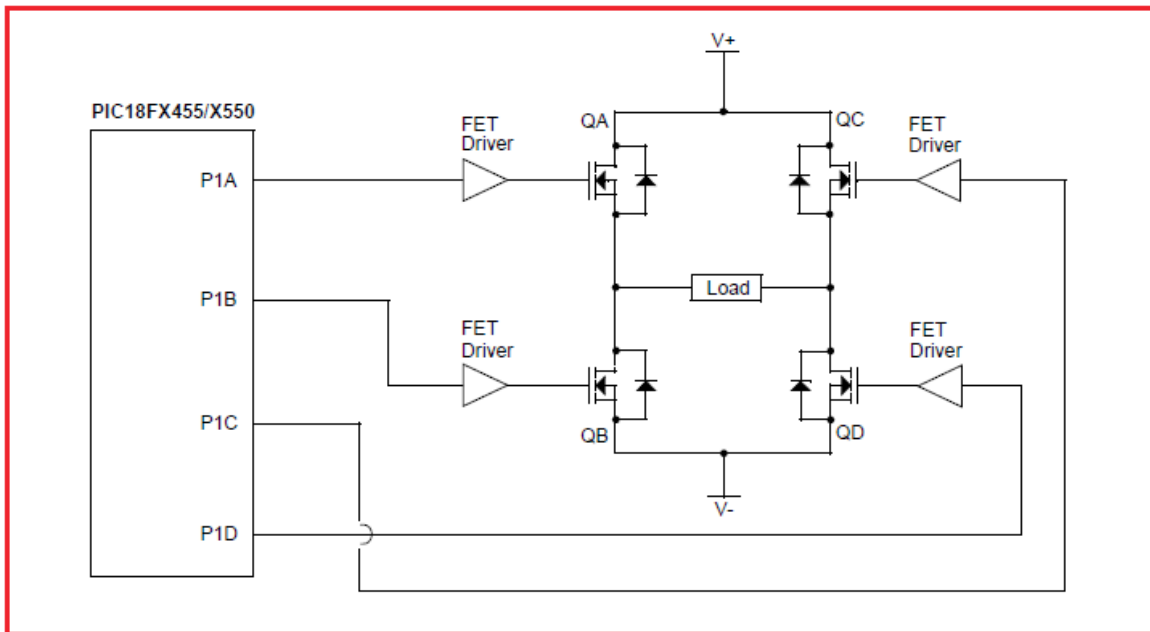 V+
PIC18FX455/X550
FET
Driver
QA
QC
FET
Driver
P1A
P1B
Load
FET
Driver
FET
Driver
P1C
QB
QD
V-
P1D